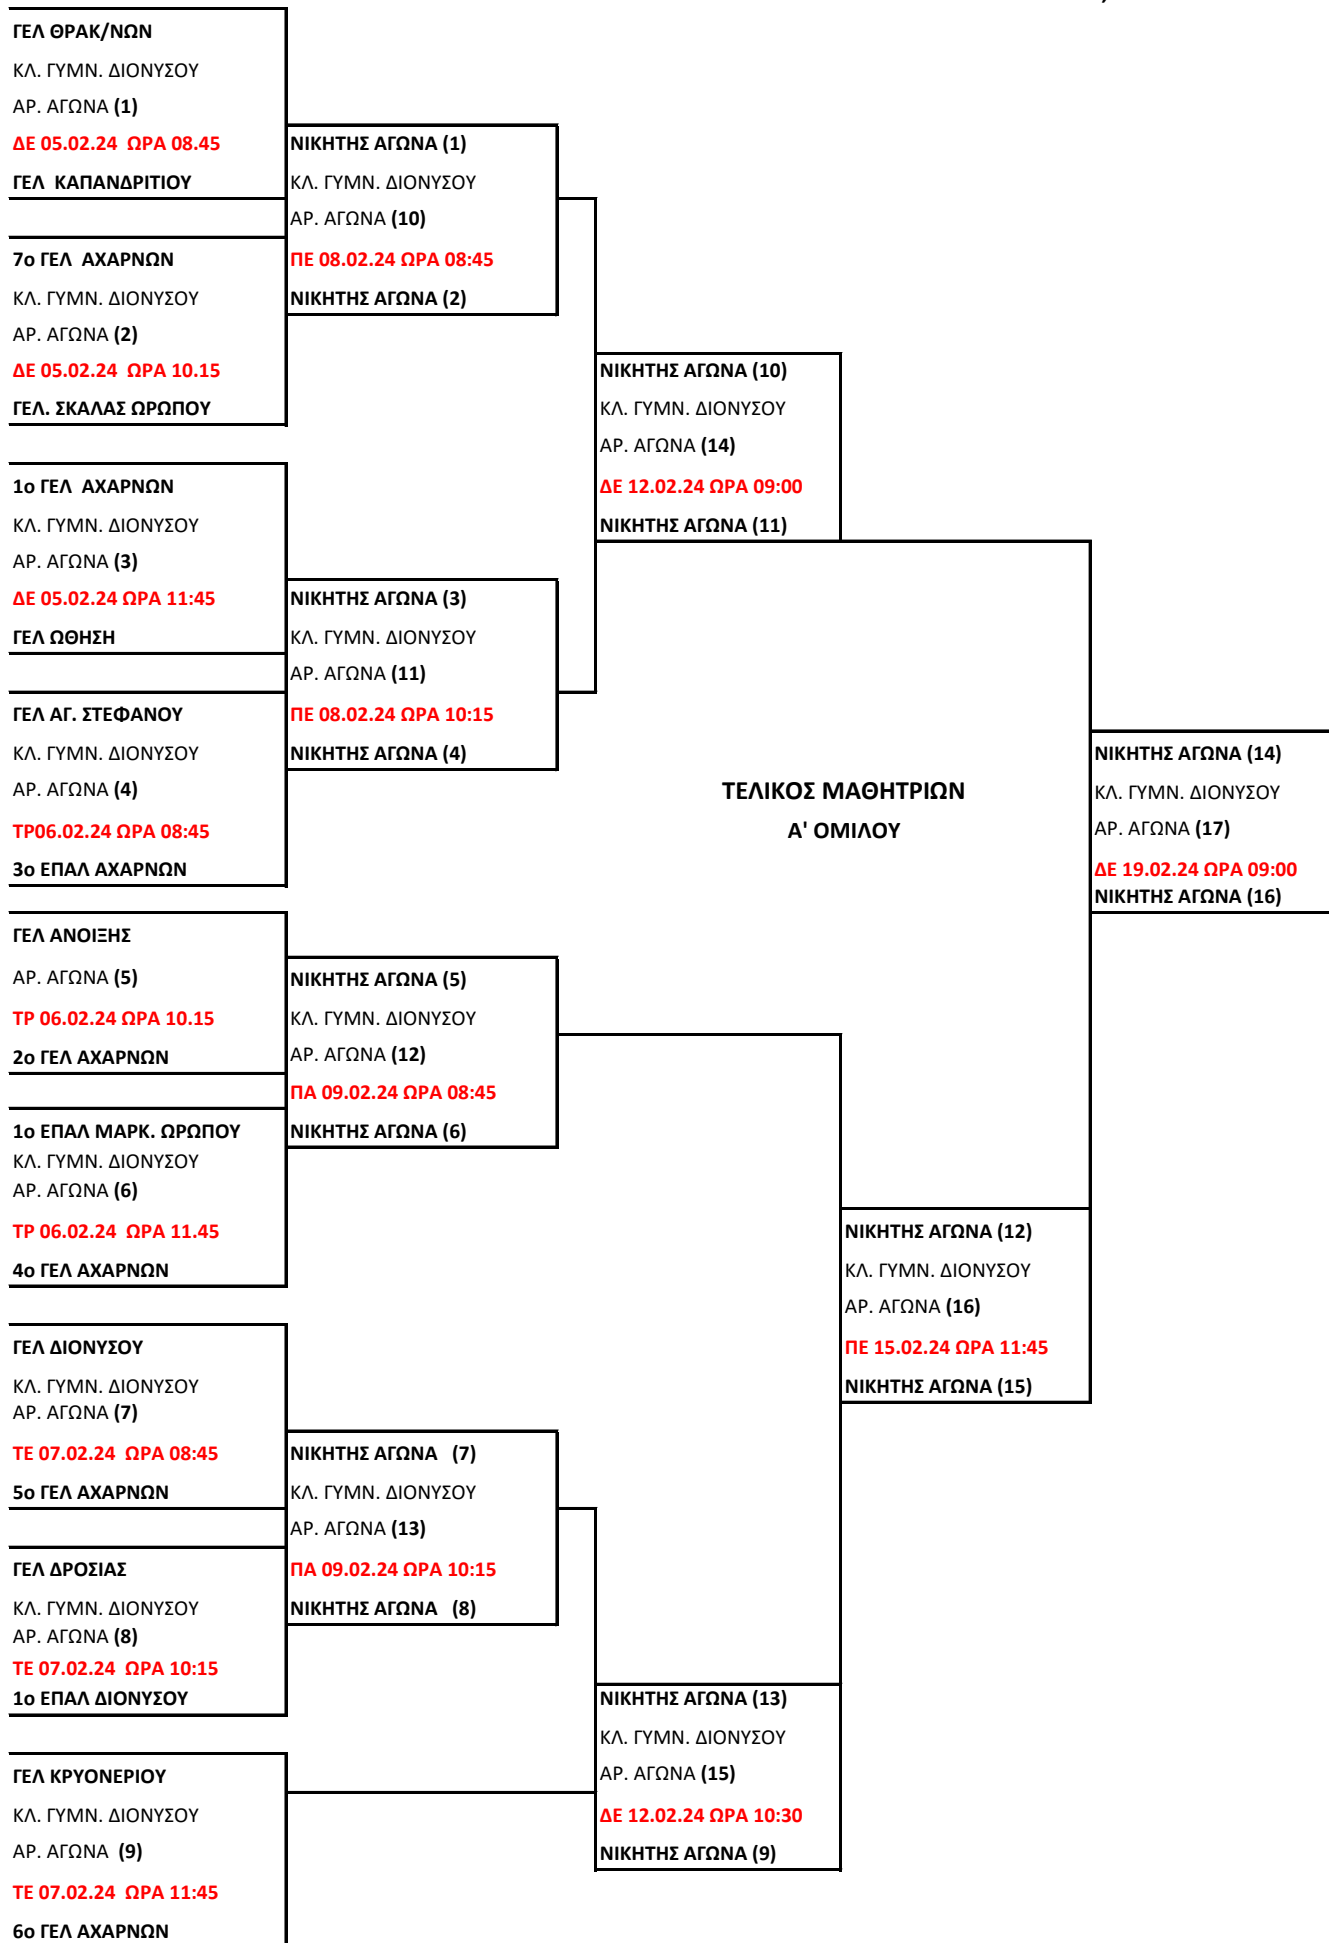 ΓΕΛ ΘΡΑΚ/ΝΩΝ
ΚΛ. ΓΥΜΝ. ΔΙΟΝΥΣΟΥ
ΑΡ. ΑΓΩΝΑ (1)
ΔΕ 05.02.24 ΩΡΑ 08.45
ΓΕΛ ΚΑΠΑΝΔΡΙΤΙΟΥ
7ο ΓΕΛ ΑΧΑΡΝΩΝ
ΚΛ. ΓΥΜΝ. ΔΙΟΝΥΣΟΥ
ΑΡ. ΑΓΩΝΑ (2)
ΔΕ 05.02.24 ΩΡΑ 10.15
ΓΕΛ. ΣΚΑΛΑΣ ΩΡΩΠΟΥ
1ο ΓΕΛ ΑΧΑΡΝΩΝ
ΚΛ. ΓΥΜΝ. ΔΙΟΝΥΣΟΥ
ΑΡ. ΑΓΩΝΑ (3)
ΔΕ 05.02.24 ΩΡΑ 11:45
ΓΕΛ ΩΘΗΣΗ
ΓΕΛ ΑΓ. ΣΤΕΦΑΝΟΥ
ΚΛ. ΓΥΜΝ. ΔΙΟΝΥΣΟΥ
ΑΡ. ΑΓΩΝΑ (4)
ΤΡ06.02.24 ΩΡΑ 08:45
3ο ΕΠΑΛ ΑΧΑΡΝΩΝ
ΓΕΛ ΑΝΟΙΞΗΣ
ΑΡ. ΑΓΩΝΑ (5)
ΤΡ 06.02.24 ΩΡΑ 10.15
2ο ΓΕΛ ΑΧΑΡΝΩΝ
1ο ΕΠΑΛ ΜΑΡΚ. ΩΡΩΠΟΥ
ΚΛ. ΓΥΜΝ. ΔΙΟΝΥΣΟΥ
ΑΡ. ΑΓΩΝΑ (6)
ΤΡ 06.02.24 ΩΡΑ 11.45
4ο ΓΕΛ ΑΧΑΡΝΩΝ
ΓΕΛ ΔΙΟΝΥΣΟΥ
ΚΛ. ΓΥΜΝ. ΔΙΟΝΥΣΟΥ
ΑΡ. ΑΓΩΝΑ (7)
ΤΕ 07.02.24 ΩΡΑ 08:45
5ο ΓΕΛ ΑΧΑΡΝΩΝ
ΓΕΛ ΔΡΟΣΙΑΣ
ΚΛ. ΓΥΜΝ. ΔΙΟΝΥΣΟΥ
ΑΡ. ΑΓΩΝΑ (8)
ΤΕ 07.02.24 ΩΡΑ 10:15
1ο ΕΠΑΛ ΔΙΟΝΥΣΟΥ
ΓΕΛ ΚΡΥΟΝΕΡΙΟΥ
ΚΛ. ΓΥΜΝ. ΔΙΟΝΥΣΟΥ
ΑΡ. ΑΓΩΝΑ (9)
ΤΕ 07.02.24 ΩΡΑ 11:45
6ο ΓΕΛ ΑΧΑΡΝΩΝ
ΝΙΚΗΤΗΣ ΑΓΩΝΑ (1)
ΚΛ. ΓΥΜΝ. ΔΙΟΝΥΣΟΥ
ΑΡ. ΑΓΩΝΑ (10)
ΠΕ 08.02.24 ΩΡΑ 08:45
ΝΙΚΗΤΗΣ ΑΓΩΝΑ (2)
ΝΙΚΗΤΗΣ ΑΓΩΝΑ (3)
ΚΛ. ΓΥΜΝ. ΔΙΟΝΥΣΟΥ
ΑΡ. ΑΓΩΝΑ (11)
ΠΕ 08.02.24 ΩΡΑ 10:15
ΝΙΚΗΤΗΣ ΑΓΩΝΑ (4)
ΝΙΚΗΤΗΣ ΑΓΩΝΑ (5)
ΚΛ. ΓΥΜΝ. ΔΙΟΝΥΣΟΥ
ΑΡ. ΑΓΩΝΑ (12)
ΠΑ 09.02.24 ΩΡΑ 08:45
ΝΙΚΗΤΗΣ ΑΓΩΝΑ (6)
ΝΙΚΗΤΗΣ ΑΓΩΝΑ (7)
ΚΛ. ΓΥΜΝ. ΔΙΟΝΥΣΟΥ
ΑΡ. ΑΓΩΝΑ (13)
ΠΑ 09.02.24 ΩΡΑ 10:15
ΝΙΚΗΤΗΣ ΑΓΩΝΑ (8)
ΝΙΚΗΤΗΣ ΑΓΩΝΑ (10)
ΚΛ. ΓΥΜΝ. ΔΙΟΝΥΣΟΥ
ΑΡ. ΑΓΩΝΑ (14)
ΔΕ 12.02.24 ΩΡΑ 09:00
ΝΙΚΗΤΗΣ ΑΓΩΝΑ (11)
ΤΕΛΙΚΟΣ ΜΑΘΗΤΡΙΩΝ
Α' ΟΜΙΛΟΥ
ΝΙΚΗΤΗΣ ΑΓΩΝΑ (13)
ΚΛ. ΓΥΜΝ. ΔΙΟΝΥΣΟΥ
ΑΡ. ΑΓΩΝΑ (15)
ΔΕ 12.02.24 ΩΡΑ 10:30
ΝΙΚΗΤΗΣ ΑΓΩΝΑ (9)
ΝΙΚΗΤΗΣ ΑΓΩΝΑ (12)
ΚΛ. ΓΥΜΝ. ΔΙΟΝΥΣΟΥ
ΑΡ. ΑΓΩΝΑ (16)
ΠΕ 15.02.24 ΩΡΑ 11:45
ΝΙΚΗΤΗΣ ΑΓΩΝΑ (15)
ΝΙΚΗΤΗΣ ΑΓΩΝΑ (14)
ΚΛ. ΓΥΜΝ. ΔΙΟΝΥΣΟΥ
ΑΡ. ΑΓΩΝΑ (17)
ΔΕ 19.02.24 ΩΡΑ 09:00
ΝΙΚΗΤΗΣ ΑΓΩΝΑ (16)